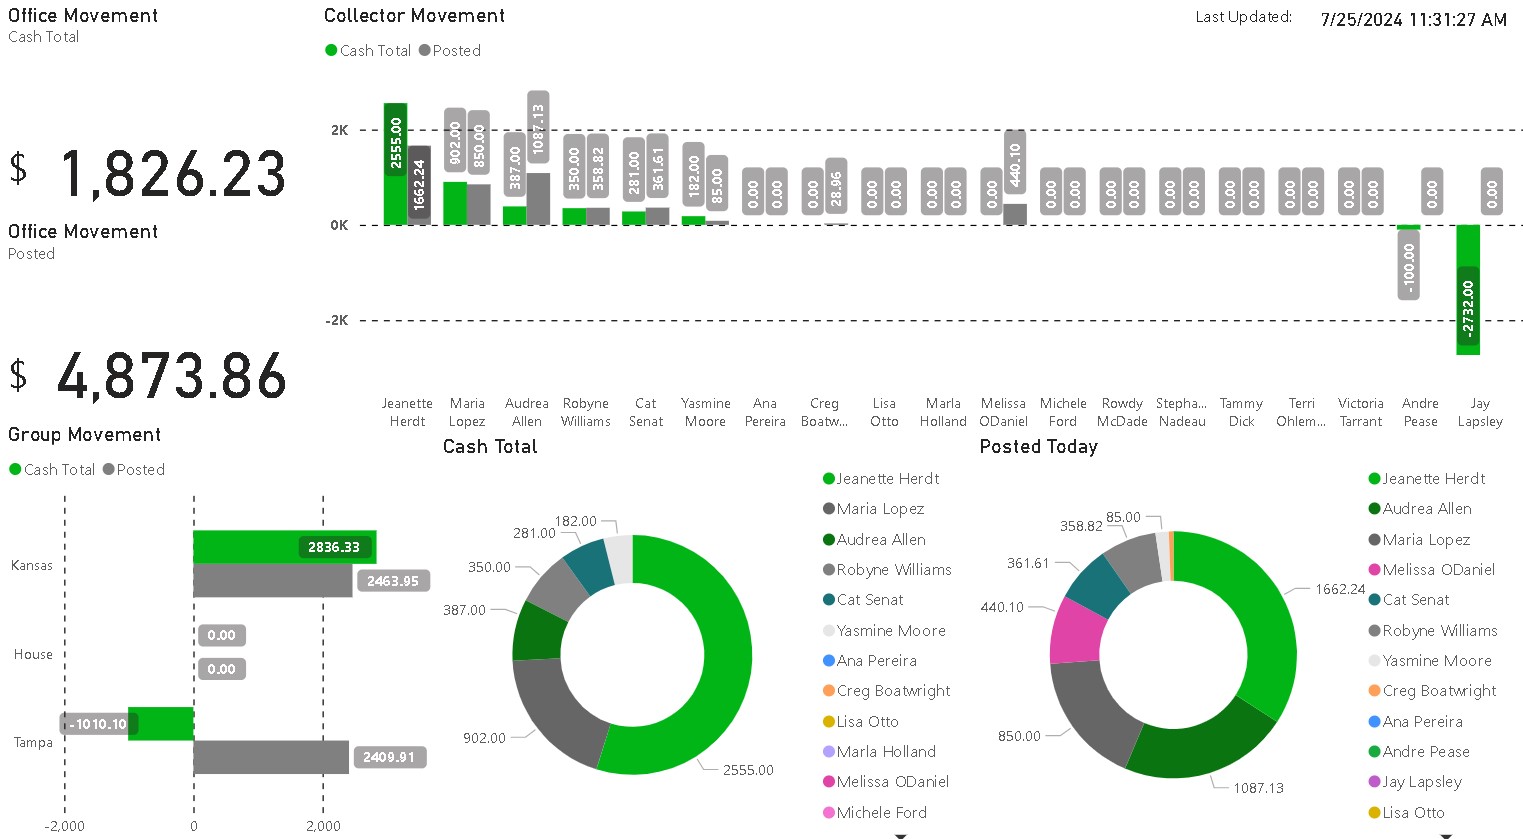 Office Movement
Cash Total
$ 1,826.23
Office Movement
Posted
$ 4,873.86
Collector Movement
Cash Total Posted
Last Updated: 7/25/2024 11:31:27 AM
2K
0K
-2K
2555.00
1662.24
902.00
850.00
387.00
1087.13
350.00
358.82
281.00
361.61
182.00
85.00
0.00
0.00
0.00
28.96
0.00
0.00
0.00
0.00
0.00
440.10
0.00
0.00
0.00
0.00
0.00
0.00
0.00
0.00
0.00
0.00
0.00
0.00
-100.00
0.00
-2732.00
0.00
Jeanette Herdt
Maria Lopez
Audrea Allen
Robyne Williams
Cat Senat
Yasmine Moore
Ana Pereira
Creg Boatw...
Lisa Otto
Marla Holland
Melissa ODaniel
Michele Ford
Rowdy McDade
Stepha... Nadeau
Tammy Dick
Terri Ohlem...
Victoria Tarrant
Andre Pease
Jay Lapsley
Group Movement
Cash Total Posted
Kansas
2836.33
2463.95
House
0.00
0.00
Tampa
-1010.10
2409.91
-2,000
0
2,000
Cash Total
182.00
281.00
350.00
387.00
902.00
2555.00
Jeanette Herdt
Maria Lopez
Audrea Allen
Robyne Williams
Cat Senat
Yasmine Moore
Ana Pereira
Creg Boatwright
Lisa Otto
Marla Holland
Melissa ODaniel
Michele Ford
Posted Today
85.00
358.82
361.61
440.10
850.00
1087.13
1662.24
Jeanette Herdt
Audrea Allen
Maria Lopez
Melissa ODaniel
Cat Senat
Robyne Williams
Yasmine Moore
Creg Boatwright
Ana Pereira
Andre Pease
Jay Lapsley
Lisa Otto